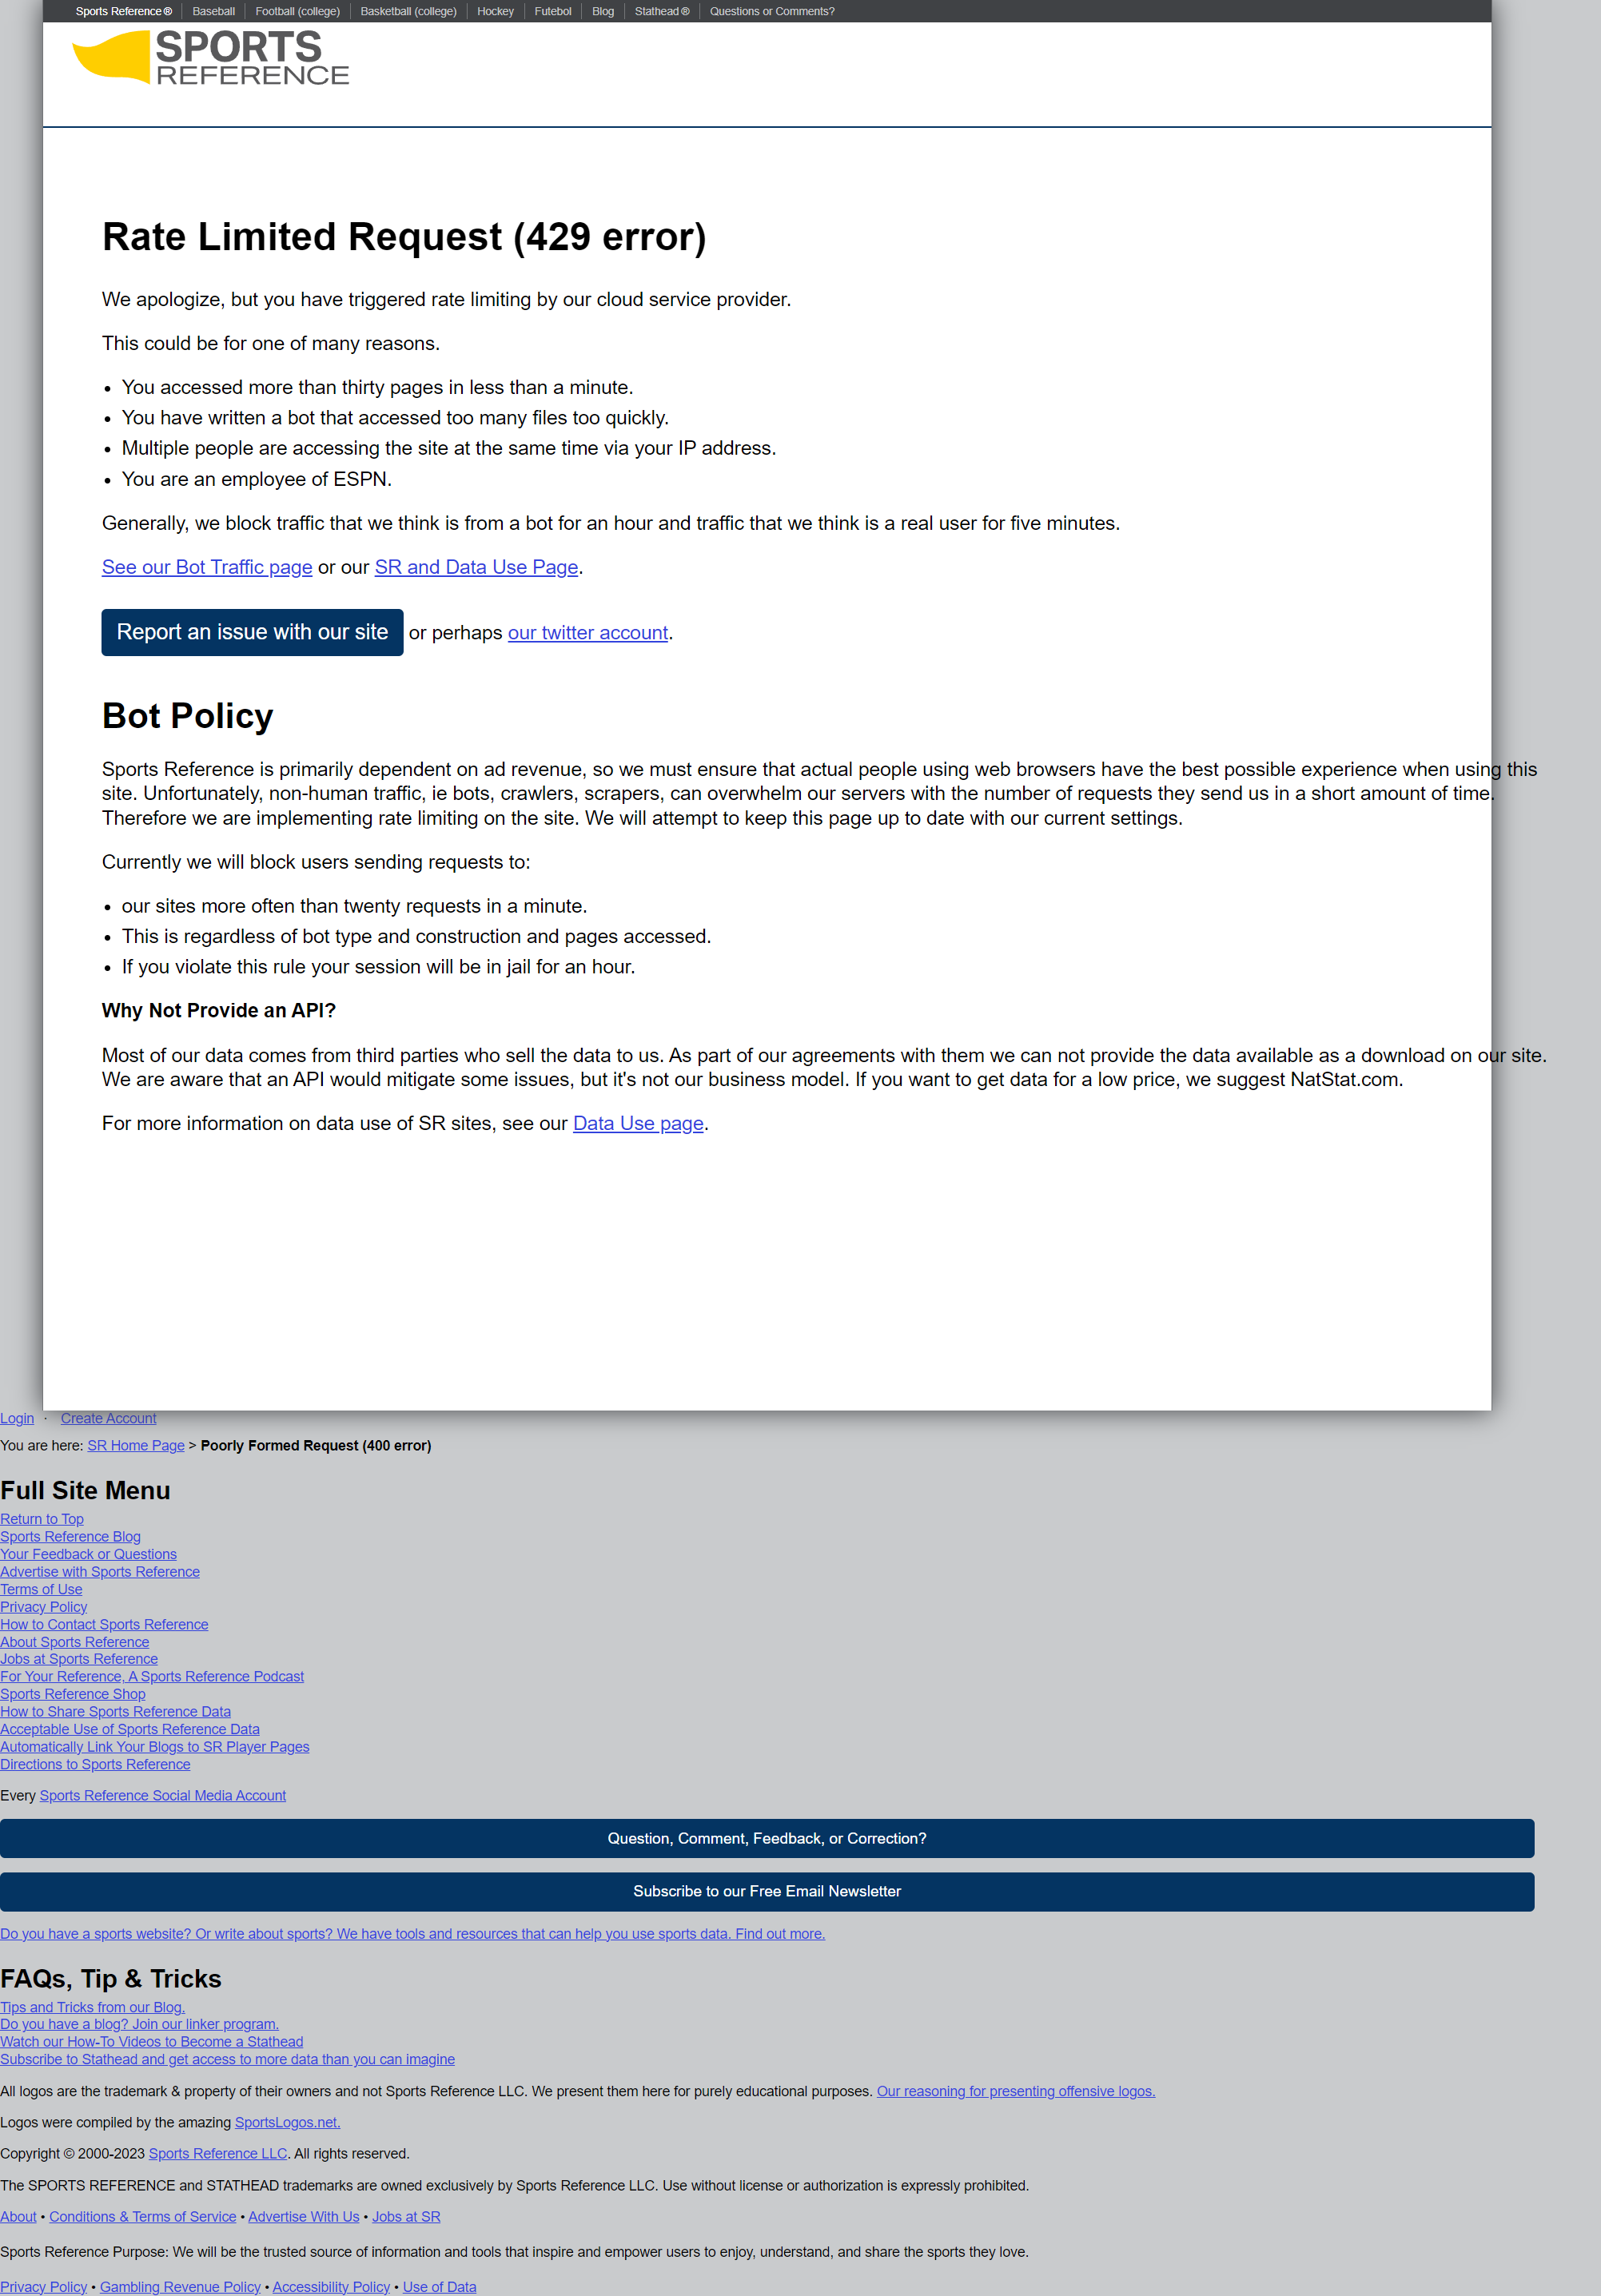 Sports Reference ® Baseball Football (college) Basketball (college) Hockey Futebol Blog Stathead ® Questions or Comments?
SPORTS
REFERENCE
Rate Limited Request (429 error)
We apologize, but you have triggered rate limiting by our cloud service provider.
This could be for one of many reasons.
• You accessed more than thirty pages in less than a minute.
• You have written a bot that accessed too many files too quickly.
• Multiple people are accessing the site at the same time via your IP address.
• You are an employee of ESPN.
Generally, we block traffic that we think is from a bot for an hour and traffic that we think is a real user for five minutes.
See our Bot Traffic page or our SR and Data Use Page.
Report an issue with our site or perhaps our twitter account.
Bot Policy
Sports Reference is primarily dependent on ad revenue, so we must ensure that actual people using web browsers have the best possible experience when using this
site. Unfortunately, non-human traffic, ie bots, crawlers, scrapers, can overwhelm our servers with the number of requests they send us in a short amount of time.
Therefore we are implementing rate limiting on the site. We will attempt to keep this page up to date with our current settings.
Currently we will block users sending requests to:
• our sites more often than twenty requests in a minute.
• This is regardless of bot type and construction and pages accessed.
• If you violate this rule your session will be in jail for an hour.
Why Not Provide an API?
Most of our data comes from third parties who sell the data to us. As part of our agreements with them we can not provide the data available as a download on our site.
We are aware that an API would mitigate some issues, but it's not our business model. If you want to get data for a low price, we suggest NatStat.com.
For more information on data use of SR sites, see our Data Use page.
Login · Create Account
You are here: SR Home Page > Poorly Formed Request (400 error)
Full Site Menu
Return to Top
Sports Reference Blog
Your Feedback or Questions
Advertise with Sports Reference
Terms of Use
Privacy Policy
How to Contact Sports Reference
About Sports Reference
Jobs at Sports Reference
For Your Reference, A Sports Reference Podcast
Sports Reference Shop
How to Share Sports Reference Data
Acceptable Use of Sports Reference Data
Automatically Link Your Blogs to SR Player Pages
Directions to Sports Reference
Every Sports Reference Social Media Account
Question, Comment, Feedback, or Correction?
Subscribe to our Free Email Newsletter
Do you have a sports website? Or write about sports? We have tools and resources that can help you use sports data. Find out more.
FAQs, Tip & Tricks
Tips and Tricks from our Blog.
Do you have a blog? Join our linker program.
Watch our How-To Videos to Become a Stathead
Subscribe to Stathead and get access to more data than you can imagine
All logos are the trademark & property of their owners and not Sports Reference LLC. We present them here for purely educational purposes. Our reasoning for presenting offensive logos.
Logos were compiled by the amazing SportsLogos.net.
Copyright © 2000-2023 Sports Reference LLC. All rights reserved.
The SPORTS REFERENCE and STATHEAD trademarks are owned exclusively by Sports Reference LLC. Use without license or authorization is expressly prohibited.
About • Conditions & Terms of Service • Advertise With Us • Jobs at SR
Sports Reference Purpose: We will be the trusted source of information and tools that inspire and empower users to enjoy, understand, and share the sports they love.
Privacy Policy • Gambling Revenue Policy • Accessibility Policy • Use of Data